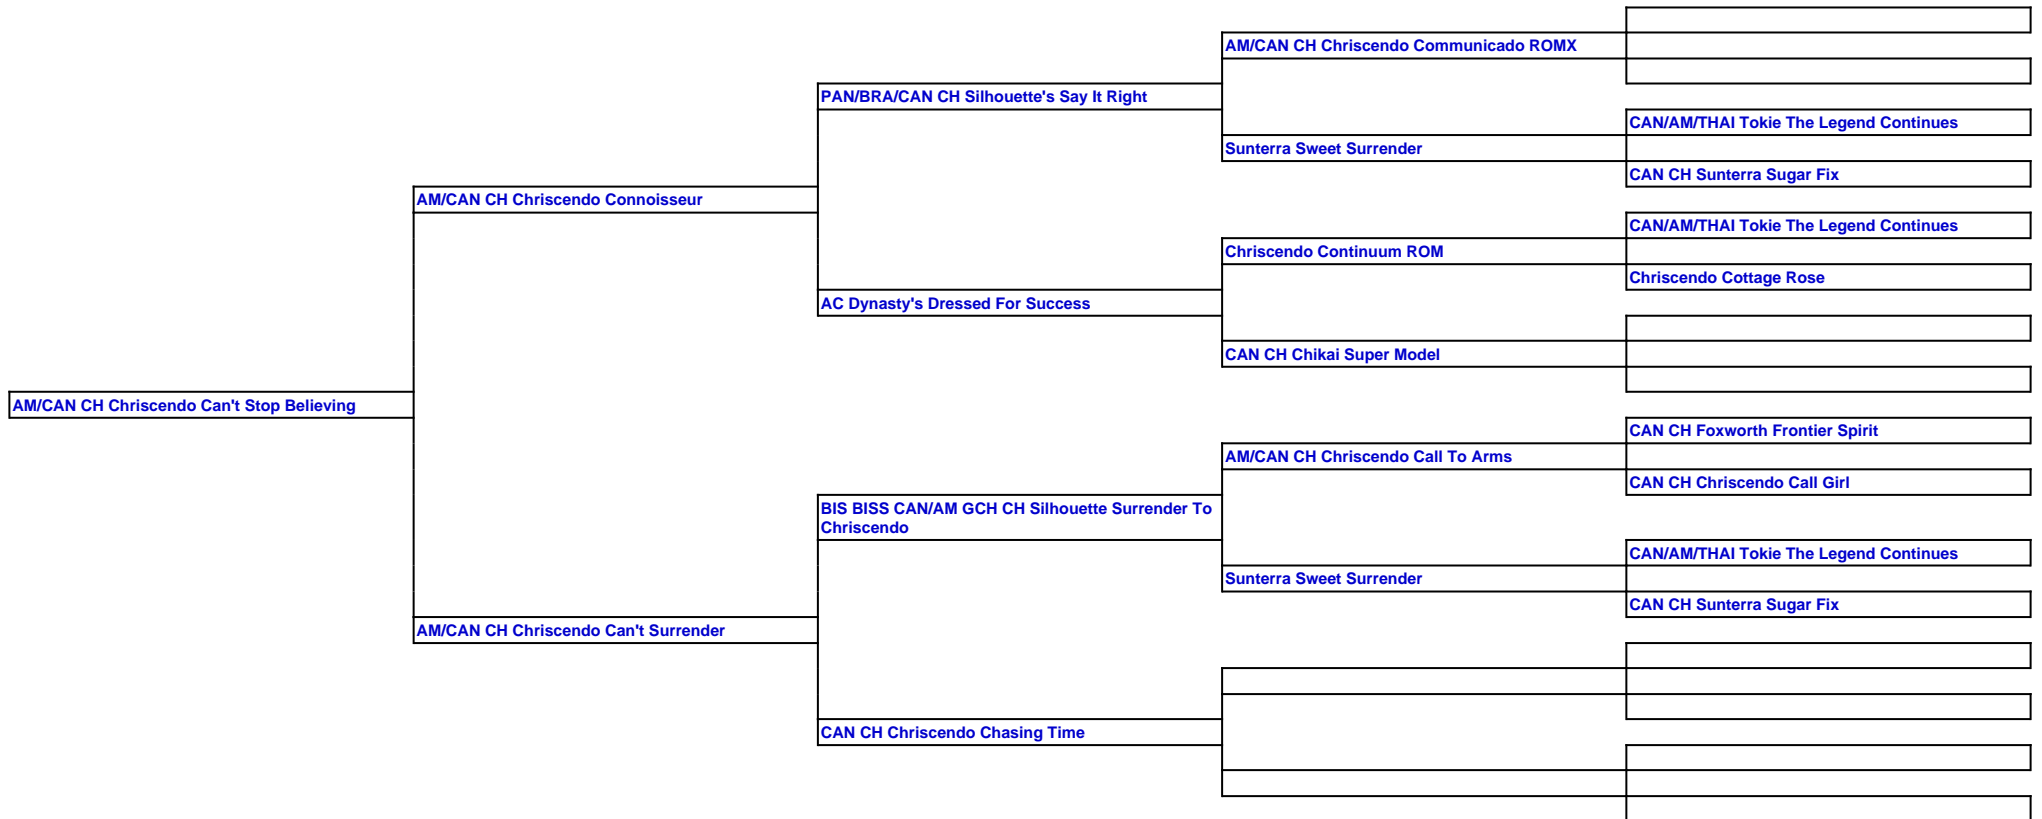 AM/CAN CH Chriscendo Communicado ROMX
PAN/BRA/CAN CH Silhouette's Say It Right
CAN/AM/THAI Tokie The Legend Continues
Sunterra Sweet Surrender
CAN CH Sunterra Sugar Fix
AM/CAN CH Chriscendo Connoisseur
CAN/AM/THAI Tokie The Legend Continues
Chriscendo Continuum ROM
Chriscendo Cottage Rose
AC Dynasty's Dressed For Success
CAN CH Chikai Super Model
AM/CAN CH Chriscendo Can't Stop Believing
CAN CH Foxworth Frontier Spirit
AM/CAN CH Chriscendo Call To Arms
CAN CH Chriscendo Call Girl
BIS BISS CAN/AM GCH CH Silhouette Surrender To
Chriscendo
CAN/AM/THAI Tokie The Legend Continues
Sunterra Sweet Surrender
CAN CH Sunterra Sugar Fix
AM/CAN CH Chriscendo Can't Surrender
CAN CH Chriscendo Chasing Time